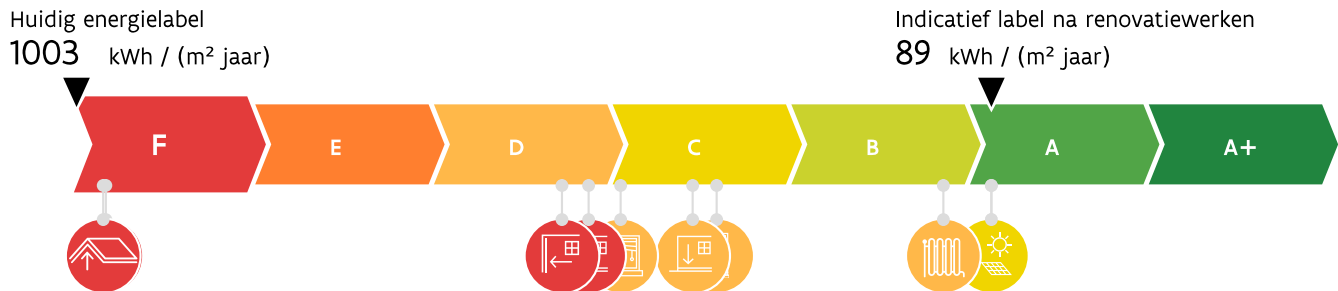 Huidig energielabel
1003 kWh / (m² jaar)
Indicatief label na renovatiewerken
89 kWh / (m² jaar)
F E D C B A A+